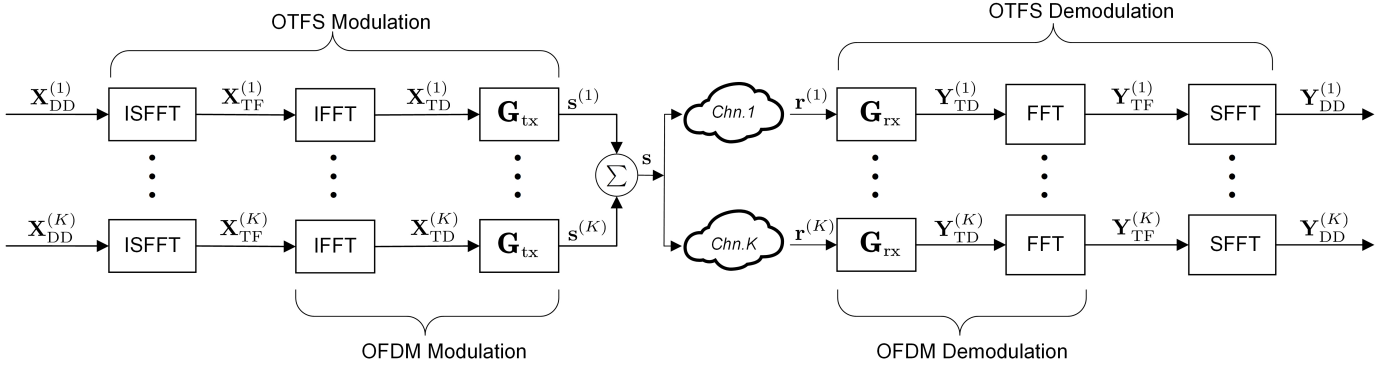 OTFS Modulation
OTFS Demodulation
X_DD^(1) ISFFT X_TF^(1) IFFT X_TD^(1) G_tx s^(1) Chn.1 r^(1) G_rx Y_TD^(1) FFT Y_TF^(1) SFFT Y_DD^(1)
∑ s
X_DD^(K) ISFFT X_TF^(K) IFFT X_TD^(K) G_tx s^(K) Chn.K r^(K) G_rx Y_TD^(K) FFT Y_TF^(K) SFFT Y_DD^(K)
OFDM Modulation
OFDM Demodulation